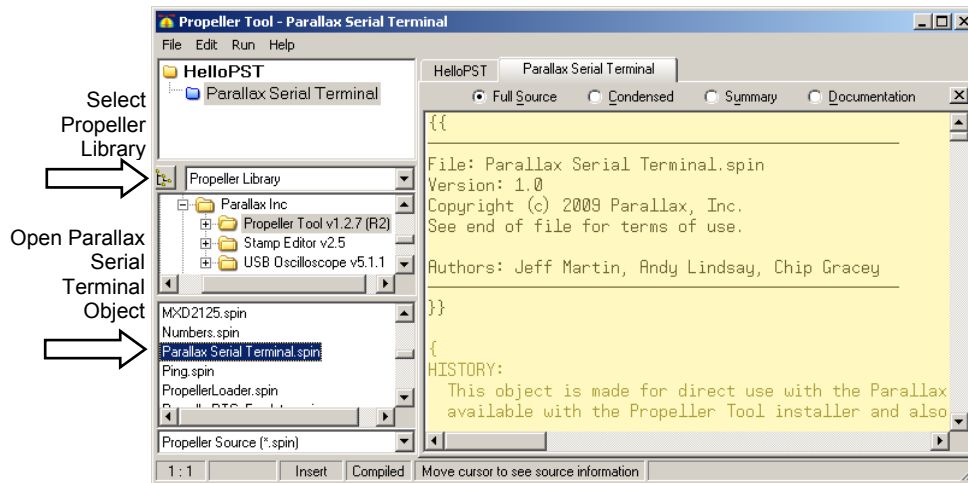 Propeller Tool - Parallax Serial Terminal
File Edit Run Help
HelloPST
Parallax Serial Terminal
Select
Propeller
Library
Propeller Library
Parallax Inc
Propeller Tool v1.2.7 (R2)
Stamp Editor v2.5
USB Oscilloscope v5.1.1
Open Parallax
Serial
Terminal
Object
MXD2125.spin
Numbers.spin
Parallax Serial Terminal.spin
Ping.spin
PropellerLoader.spin
Propeller Source (*.spin)
HelloPST Parallax Serial Terminal
Full Source Condensed Summary Documentation
{{
File: Parallax Serial Terminal.spin
Version: 1.0
Copyright (c) 2009 Parallax, Inc.
See end of file for terms of use.
Authors: Jeff Martin, Andy Lindsay, Chip Gracey
}}
{
HISTORY:
This object is made for direct use with the Parallax
available with the Propeller Tool installer and also
1 : 1 Insert Compiled Move cursor to see source information